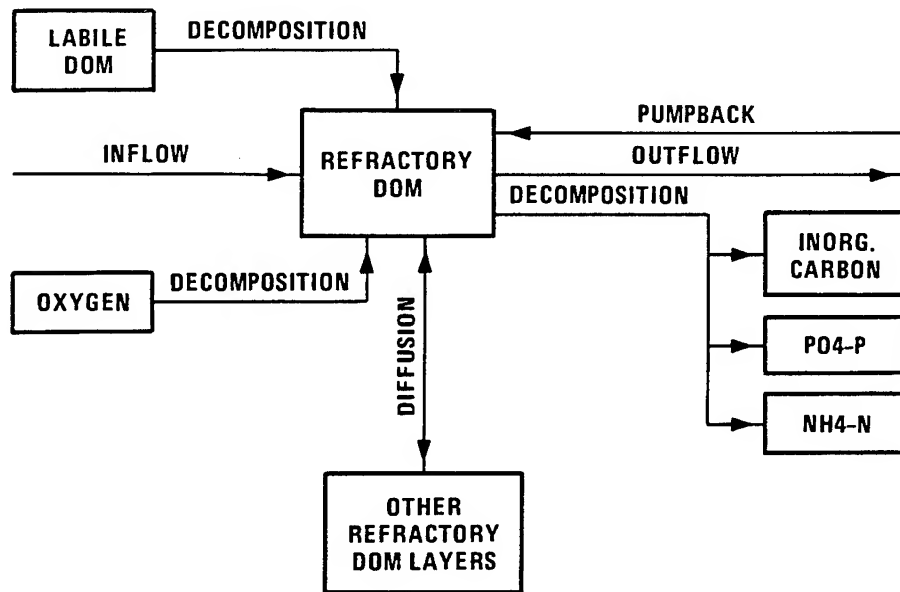 LABILE
DOM
DECOMPOSITION
INFLOW
REFRACTORY
DOM
PUMPBACK
OUTFLOW
DECOMPOSITION
OXYGEN
DECOMPOSITION
DIFFUSION
INORG.
CARBON
PO4-P
NH4-N
OTHER
REFRACTORY
DOM LAYERS